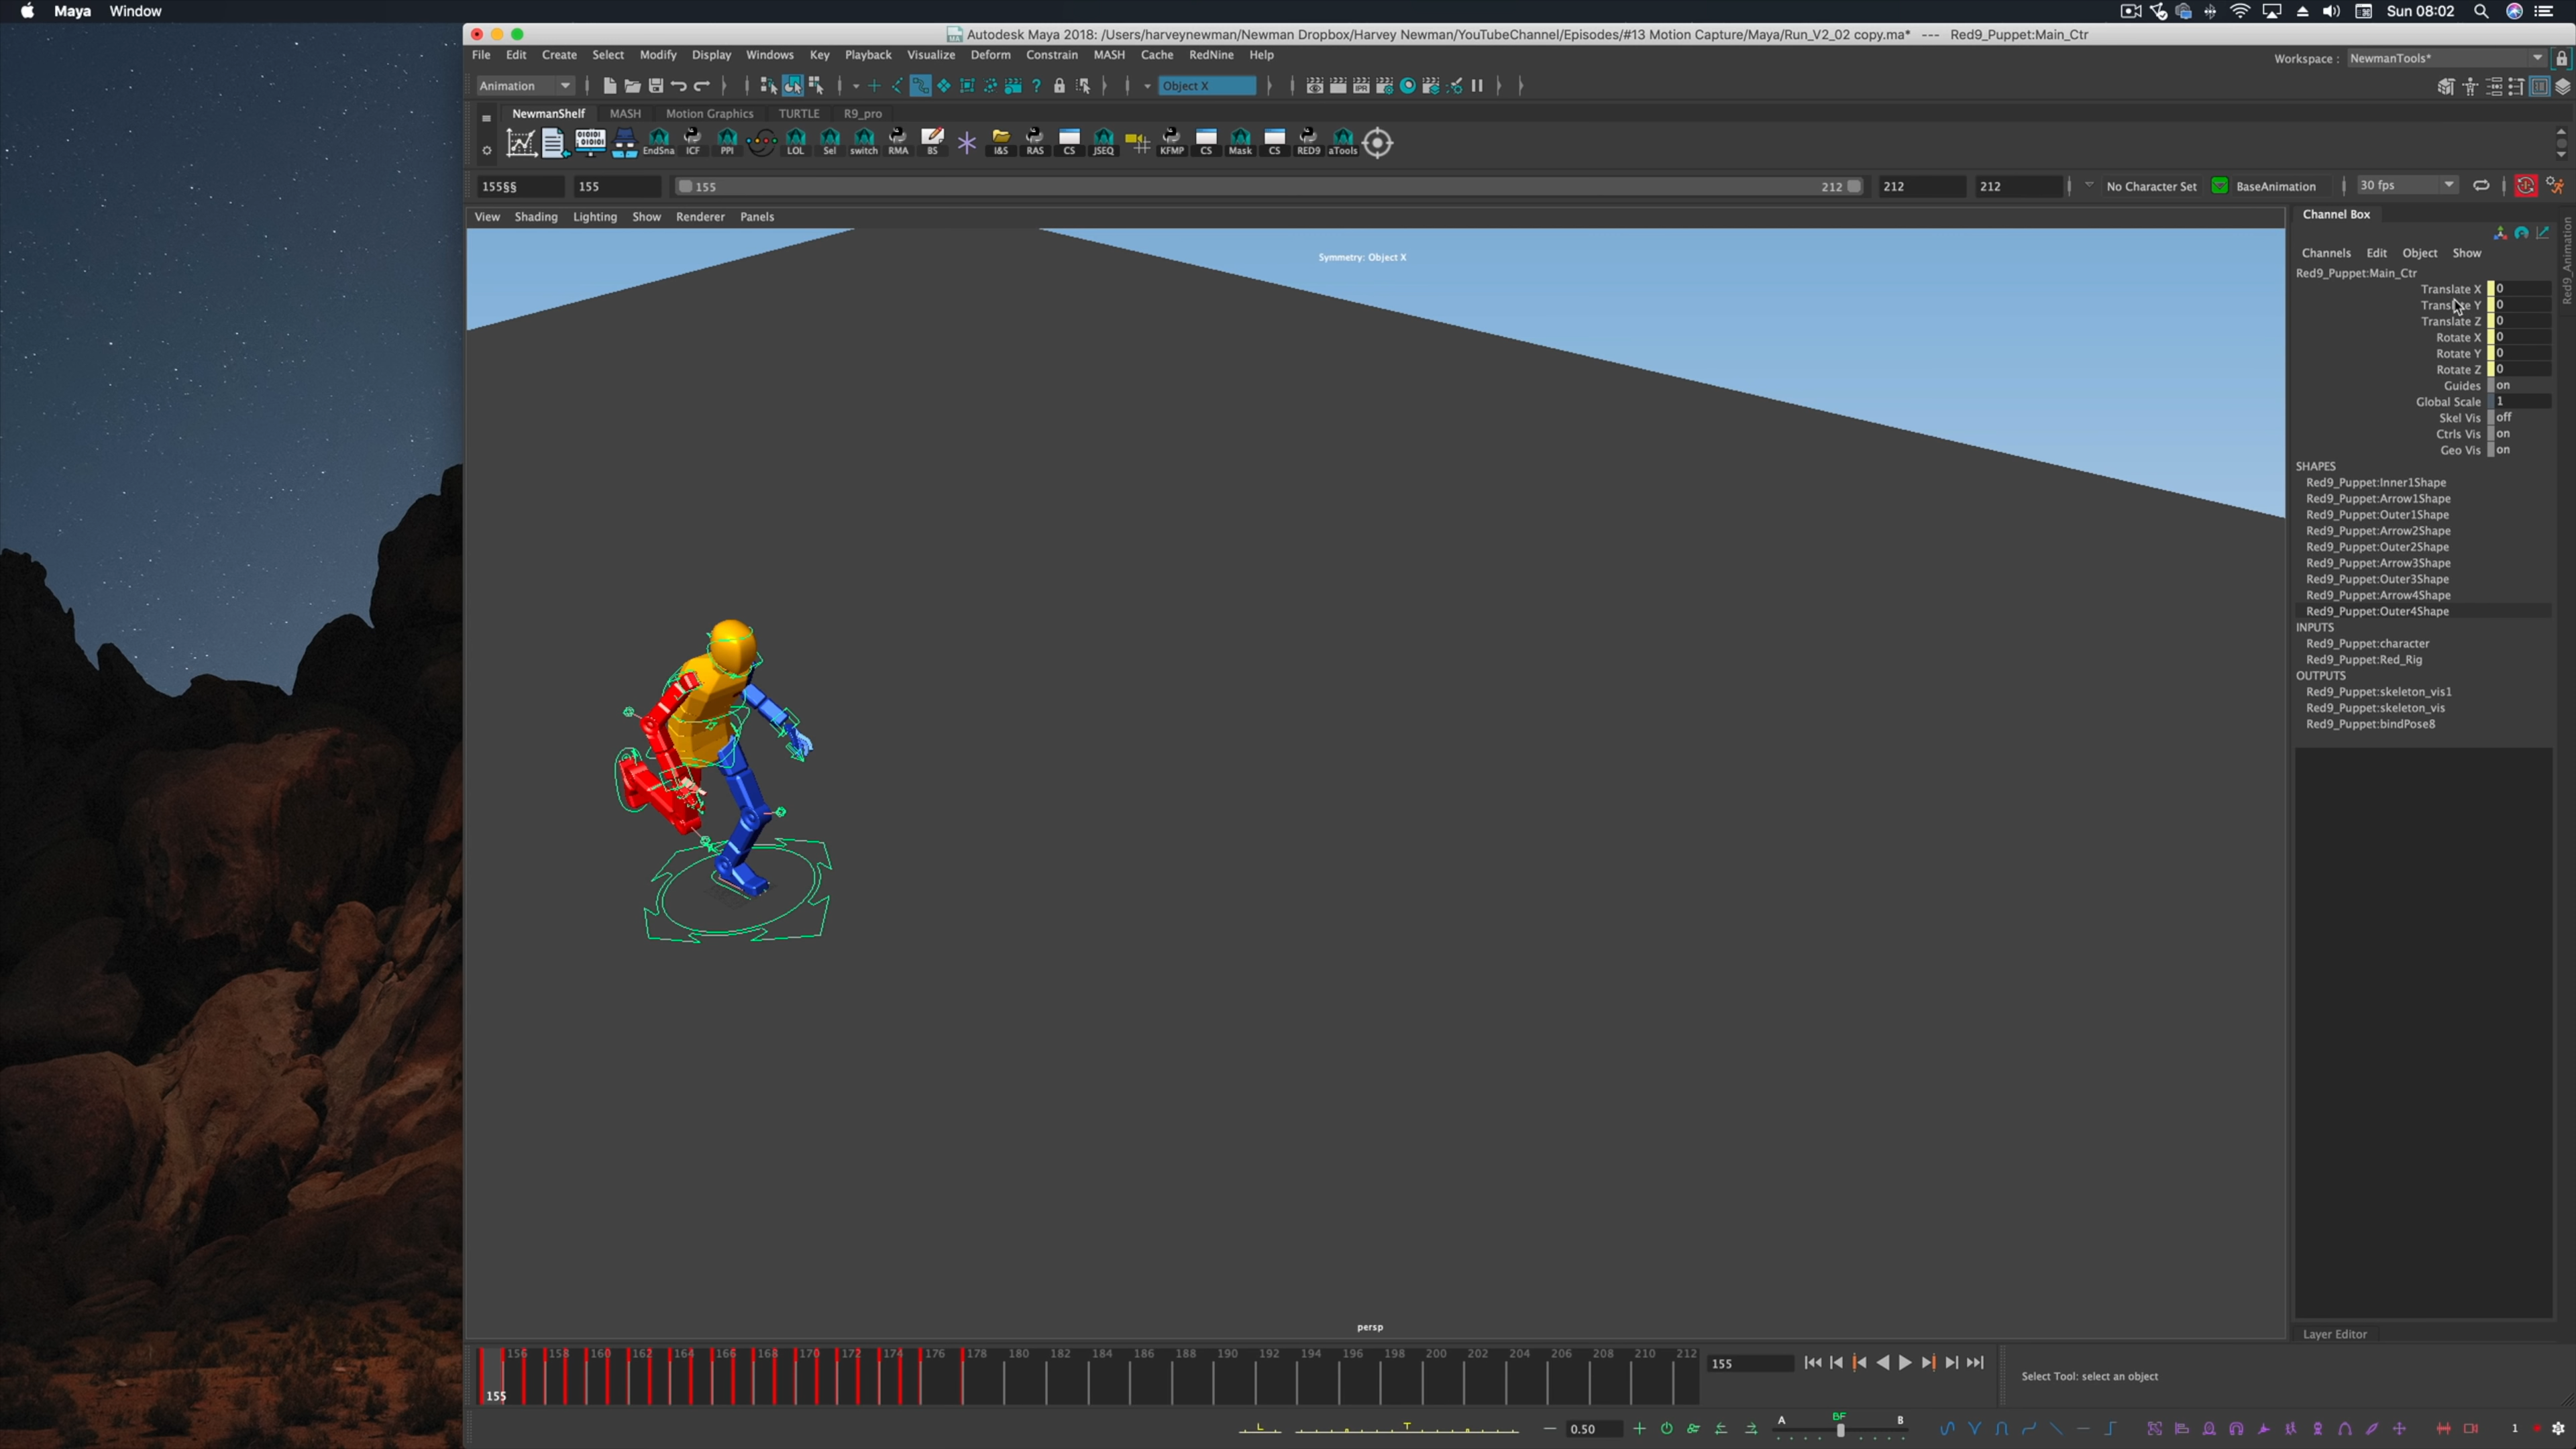 Maya Window Sun 08:02
Autodesk Maya 2018: /Users/harveynewman/Newman Dropbox/Harvey Newman/YouTubeChannel/Episodes/#13 Motion Capture/Maya/Run_V2_02 copy.ma* --- Red9_Puppet:Main_Ctr
File Edit Create Select Modify Display Windows Key Playback Visualize Deform Constrain MASH Cache RedNine Help
Workspace : NewmanTools*
Animation Object X
NewmanShelf MASH Motion Graphics TURTLE R9_pro
EndSna ICF PPI LOL Sel switch RMA BS I&S RAS CS JSEQ KFMP CS Mask CS RED9 aTools
155§§ 155 155 212 212 212 No Character Set BaseAnimation 30 fps
View Shading Lighting Show Renderer Panels
Symmetry: Object X
persp
Channel Box
Red9_Animation
Channels Edit Object Show
Red9_Puppet:Main_Ctr
Translate X 0
Translate Y 0
Translate Z 0
Rotate X 0
Rotate Y 0
Rotate Z 0
Guides on
Global Scale 1
Skel Vis off
Ctrls Vis on
Geo Vis on
SHAPES
Red9_Puppet:Inner1Shape
Red9_Puppet:Arrow1Shape
Red9_Puppet:Outer1Shape
Red9_Puppet:Arrow2Shape
Red9_Puppet:Outer2Shape
Red9_Puppet:Arrow3Shape
Red9_Puppet:Outer3Shape
Red9_Puppet:Arrow4Shape
Red9_Puppet:Outer4Shape
INPUTS
Red9_Puppet:character
Red9_Puppet:Red_Rig
OUTPUTS
Red9_Puppet:skeleton_vis1
Red9_Puppet:skeleton_vis
Red9_Puppet:bindPose8
Layer Editor
156 158 160 162 164 166 168 170 172 174 176 178 180 182 184 186 188 190 192 194 196 198 200 202 204 206 208 210 212
155
155
Select Tool: select an object
L T 0.50 A BF B 1